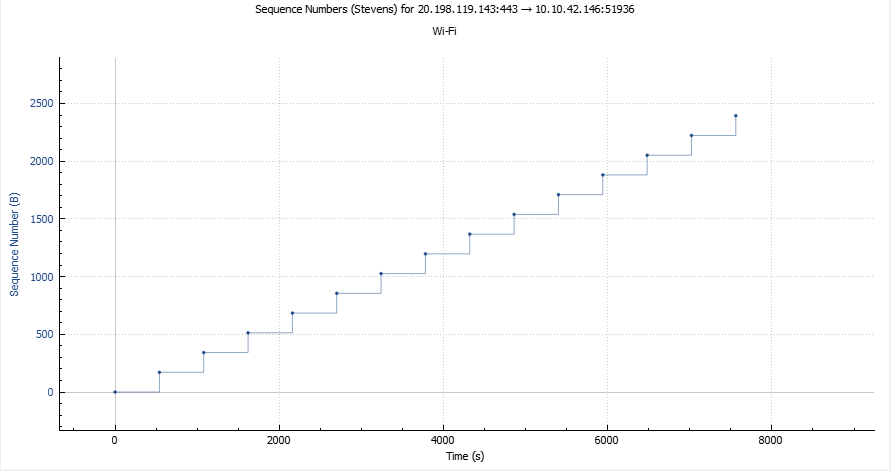 Sequence Numbers (Stevens) for 20.198.119.143:443 → 10.10.42.146:51936
Wi-Fi
2500
2000
1500
1000
500
0
Sequence Number (B)
0 2000 4000 6000 8000
Time (s)